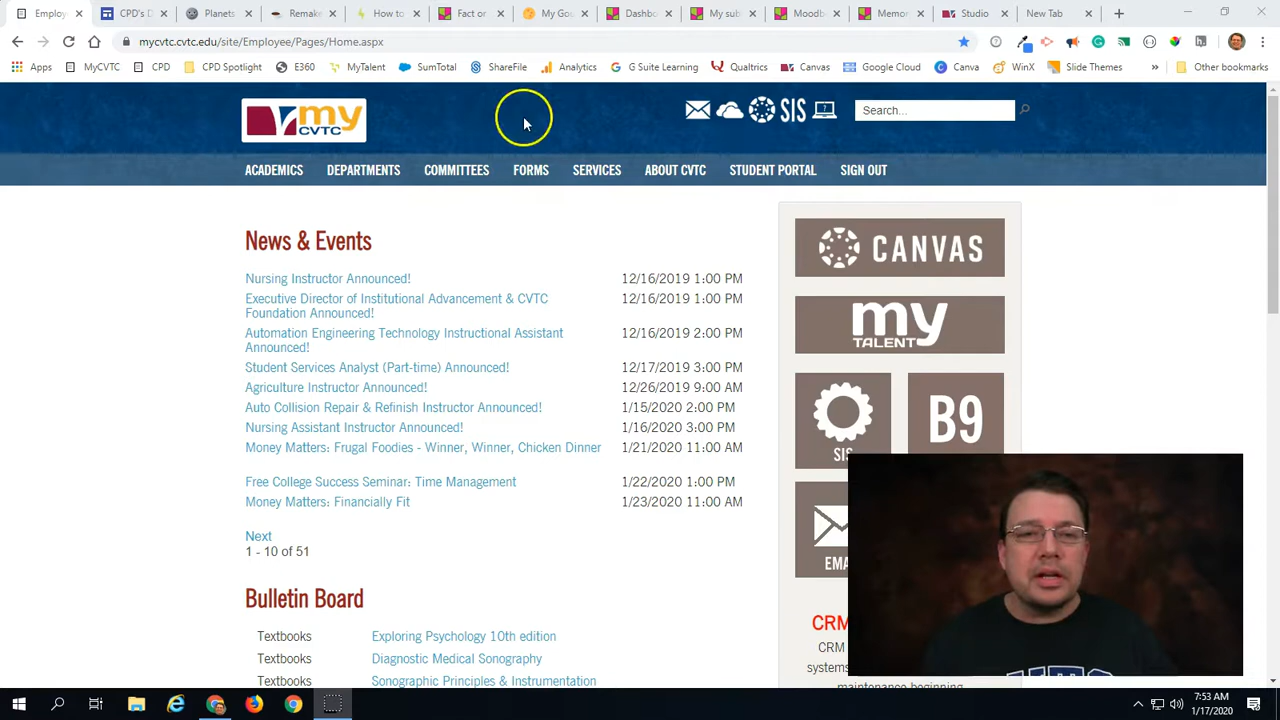 Employ
CPD's D
Planets
Remake
How to
Fact or
My Gou
Dashbo
My sub
Moodb
Memor
Studio
New Tab
mycvtc.cvtc.edu/site/Employee/Pages/Home.aspx
Apps MyCVTC CPD CPD Spotlight E360 MyTalent SumTotal ShareFile Analytics G Suite Learning Qualtrics Canvas Google Cloud Canva WinX Slide Themes » Other bookmarks
my CVTC
SIS
Search...
ACADEMICS DEPARTMENTS COMMITTEES FORMS SERVICES ABOUT CVTC STUDENT PORTAL SIGN OUT
News & Events
Nursing Instructor Announced! 12/16/2019 1:00 PM
Executive Director of Institutional Advancement & CVTC 12/16/2019 1:00 PM
Foundation Announced!
Automation Engineering Technology Instructional Assistant 12/16/2019 2:00 PM
Announced!
Student Services Analyst (Part-time) Announced! 12/17/2019 3:00 PM
Agriculture Instructor Announced! 12/26/2019 9:00 AM
Auto Collision Repair & Refinish Instructor Announced! 1/15/2020 2:00 PM
Nursing Assistant Instructor Announced! 1/16/2020 3:00 PM
Money Matters: Frugal Foodies - Winner, Winner, Chicken Dinner 1/21/2020 11:00 AM
Free College Success Seminar: Time Management 1/22/2020 1:00 PM
Money Matters: Financially Fit 1/23/2020 11:00 AM
Next
1 - 10 of 51
Bulletin Board
Textbooks Exploring Psychology 10th edition
Textbooks Diagnostic Medical Sonography
Textbooks Sonographic Principles & Instrumentation
CANVAS
my
TALENT
SIS
B9
EMA
CRM
CRM
systems
maintenance beginning
7:53 AM
1/17/2020